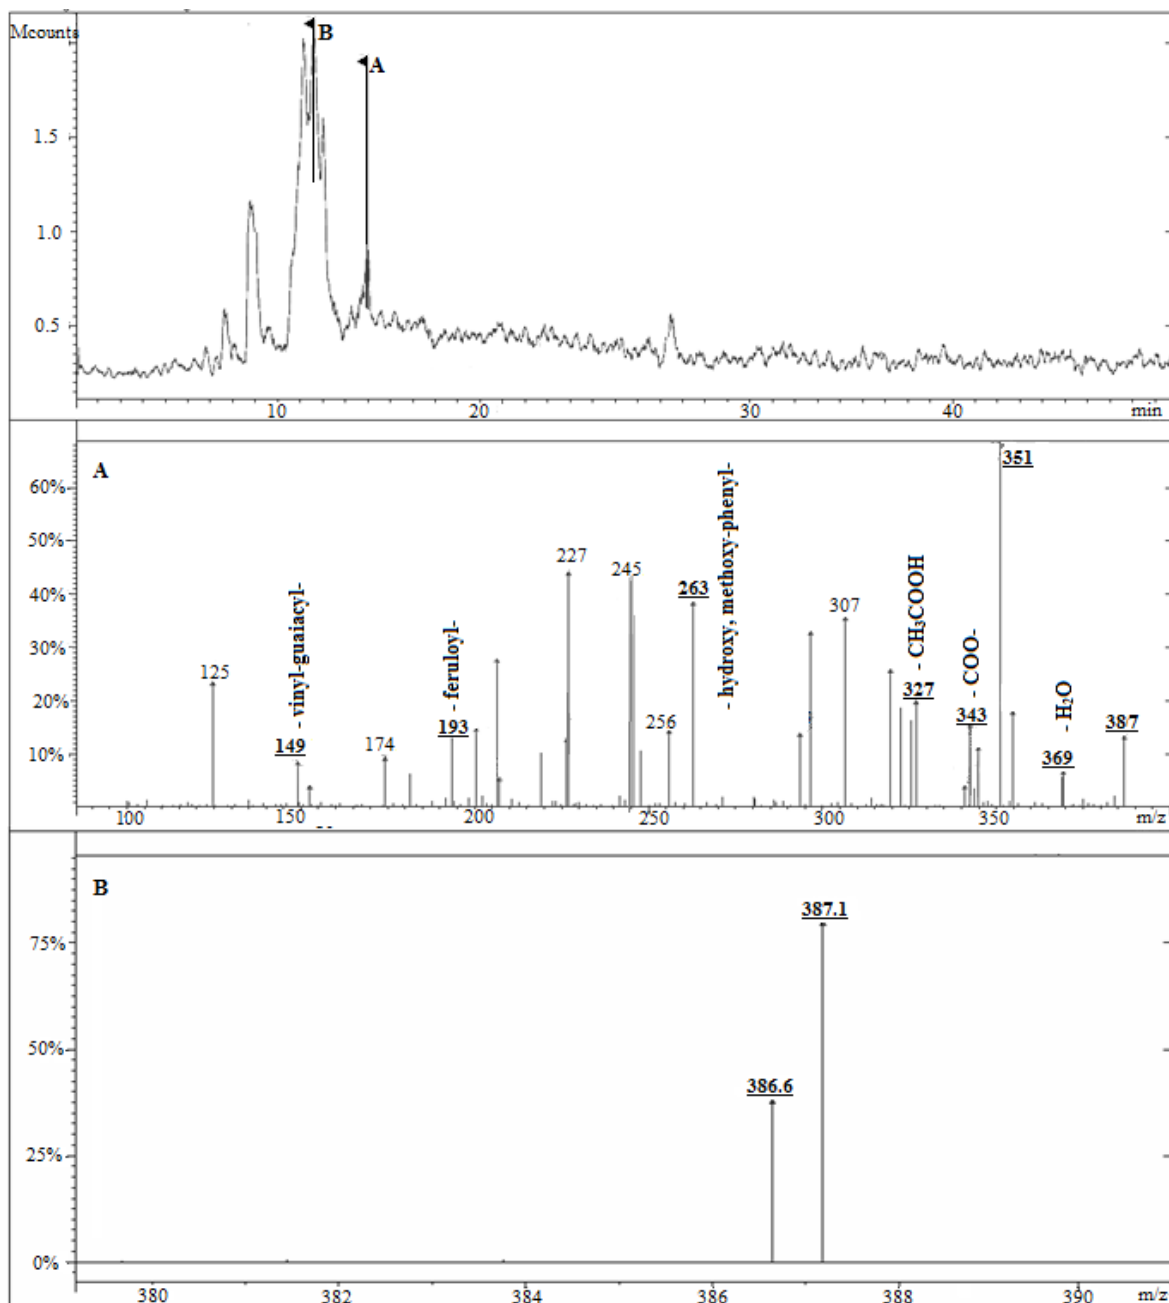 Mcounts
B
A
1.5
1.0
0.5
10 20 30 40 min
A
60%
50%
40%
30%
20%
10%
125
- vinyl-guaiacyl-
149
174
- feruloyl-
193
227
245
256
263
- hydroxy, methoxy-phenyl-
307
- CH₃COOH
327
- COO-
343
351
- H₂O
369
387
100 150 200 250 300 350 m/z
B
75%
50%
25%
0%
386.6
387.1
380 382 384 386 388 390 m/z